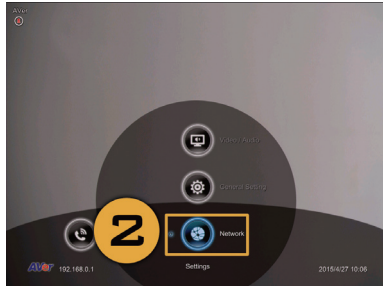 AVer
Video / Audio
General Setting
2
Network
AVer 192.168.0.1
Settings
2015/4/27 10:06